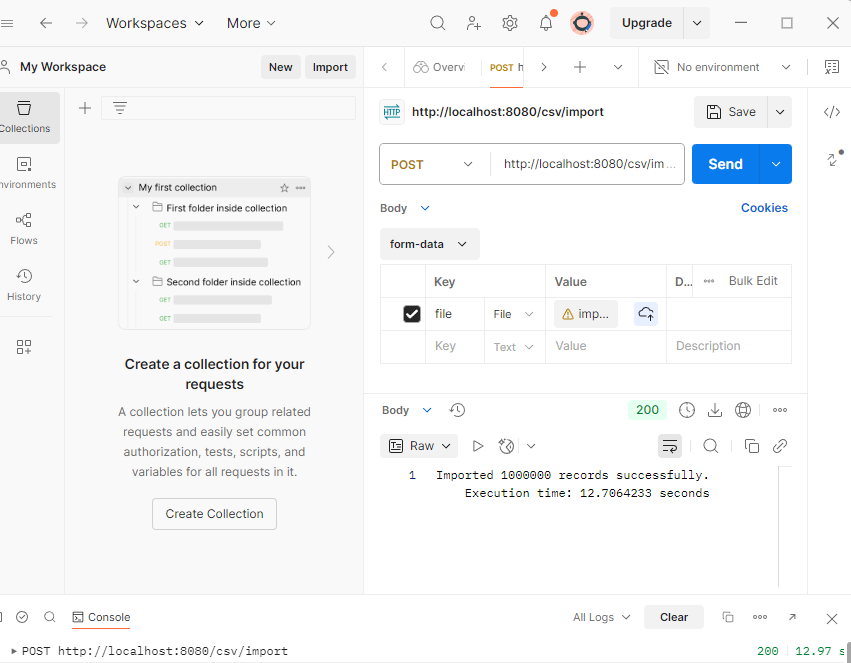 Workspaces More Upgrade
My Workspace New Import Overvi POST h No environment
Collections
Environments
Flows
History
My first collection
First folder inside collection
GET
POST
GET
Second folder inside collection
GET
GET
Create a collection for your
requests
A collection lets you group related
requests and easily set common
authorization, tests, scripts, and
variables for all requests in it.
Create Collection
HTTP http://localhost:8080/csv/import Save
POST http://localhost:8080/csv/im... Send
Body Cookies
form-data
Key Value D... Bulk Edit
file File imp...
Key Text Value Description
Body 200
Raw
1 Imported 1000000 records successfully.
Execution time: 12.7064233 seconds
Console All Logs Clear
POST http://localhost:8080/csv/import 200 12.97 s